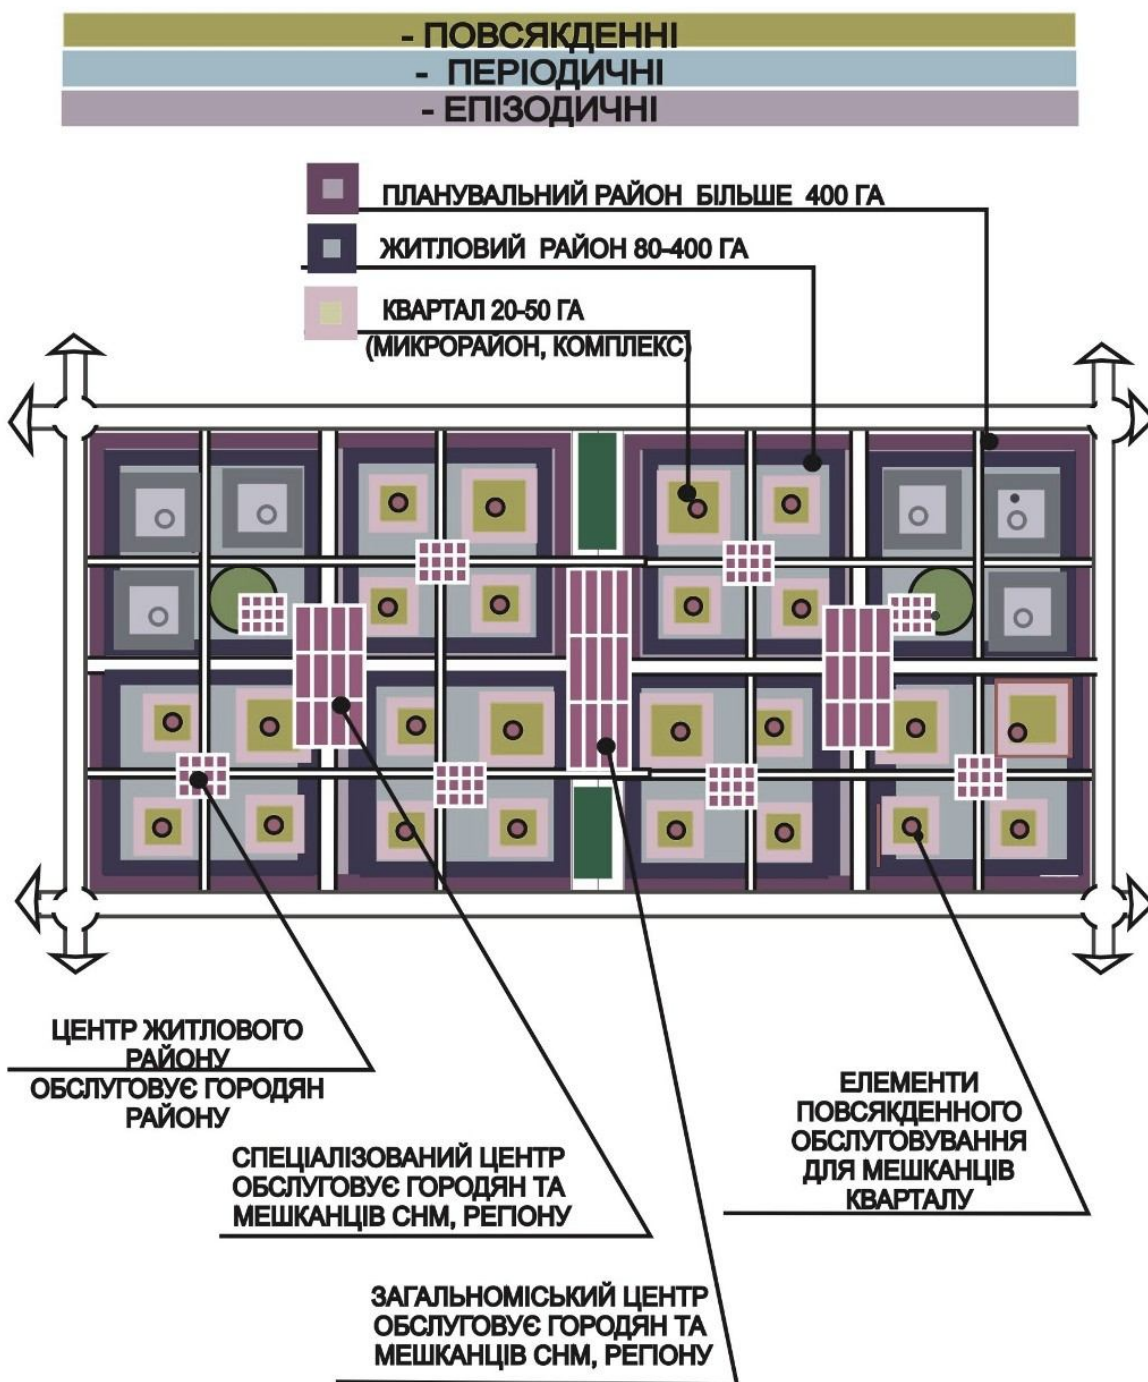 - ПОВСЯКДЕННІ
- ПЕРІОДИЧНІ
- ЕПІЗОДИЧНІ
ПЛАНУВАЛЬНИЙ РАЙОН БІЛЬШЕ 400 ГА
ЖИТЛОВИЙ РАЙОН 80-400 ГА
КВАРТАЛ 20-50 ГА
(МИКРОРАЙОН, КОМПЛЕКС)
ЦЕНТР ЖИТЛОВОГО
РАЙОНУ
ОБСЛУГОВУЄ ГОРОДЯН
РАЙОНУ
СПЕЦІАЛІЗОВАНИЙ ЦЕНТР
ОБСЛУГОВУЄ ГОРОДЯН ТА
МЕШКАНЦІВ СНМ, РЕГІОНУ
ЗАГАЛЬНОМІСЬКИЙ ЦЕНТР
ОБСЛУГОВУЄ ГОРОДЯН ТА
МЕШКАНЦІВ СНМ, РЕГІОНУ
ЕЛЕМЕНТИ
ПОВСЯКДЕННОГО
ОБСЛУГОВУВАННЯ
ДЛЯ МЕШКАНЦІВ
КВАРТАЛУ